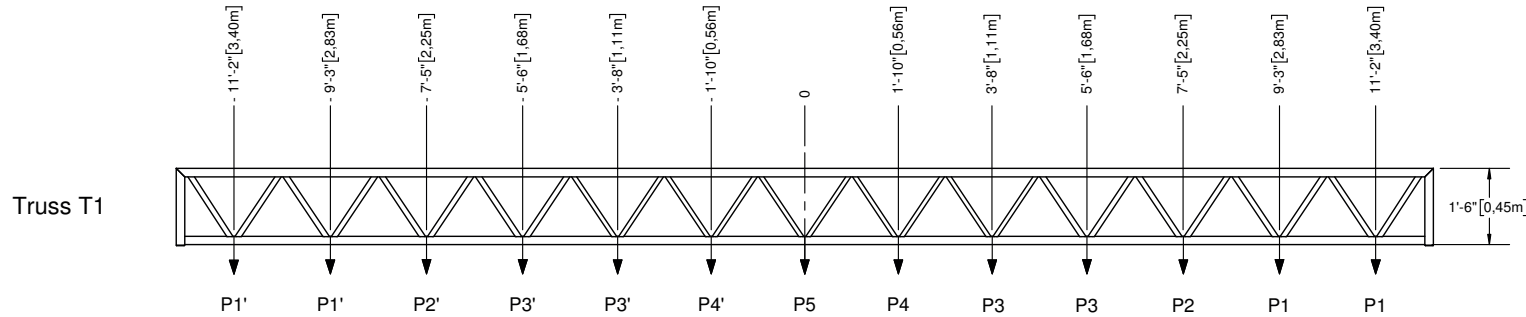 - 11'-2"[3,40m]
- 9'-3"[2,83m]
- 7'-5"[2,25m]
- 5'-6"[1,68m]
- 3'-8"[1,11m]
- 1'-10"[0,56m]
0
1'-10"[0,56m]
3'-8"[1,11m]
5'-6"[1,68m]
7'-5"[2,25m]
9'-3"[2,83m]
11'-2"[3,40m]
Truss T1
1'-6"[0,45m]
P1' P1' P2' P3' P3' P4' P5 P4 P3 P3 P2 P1 P1